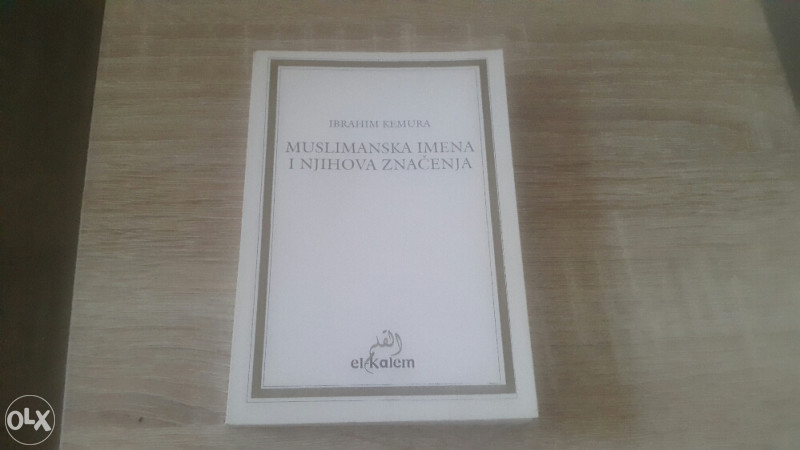 IBRAHIM KEMURA
MUSLIMANSKA IMENA
I NJIHOVA ZNAČENJA
القلم
el-kalem
OLX